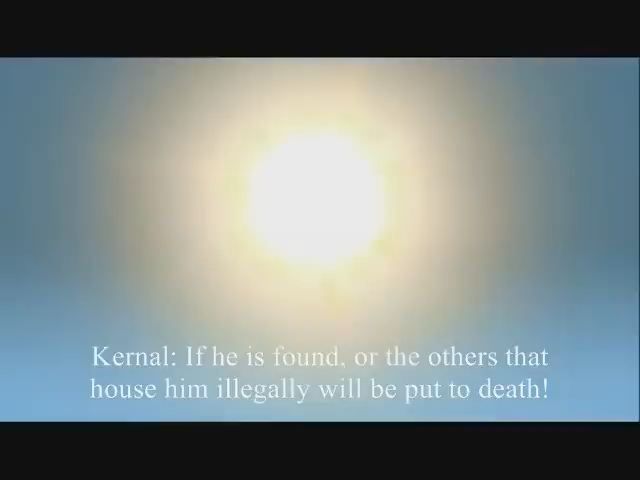 Kernal: If he is found, or the others that
house him illegally will be put to death!